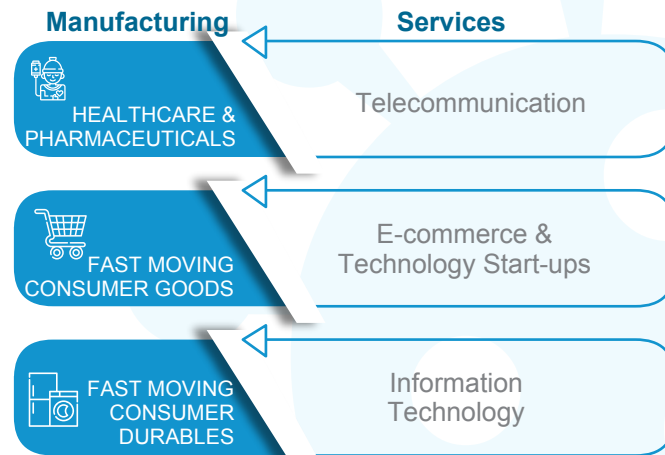 Manufacturing
Services
HEALTHCARE &
PHARMACEUTICALS
Telecommunication
FAST MOVING
CONSUMER GOODS
E-commerce &
Technology Start-ups
FAST MOVING
CONSUMER
DURABLES
Information
Technology